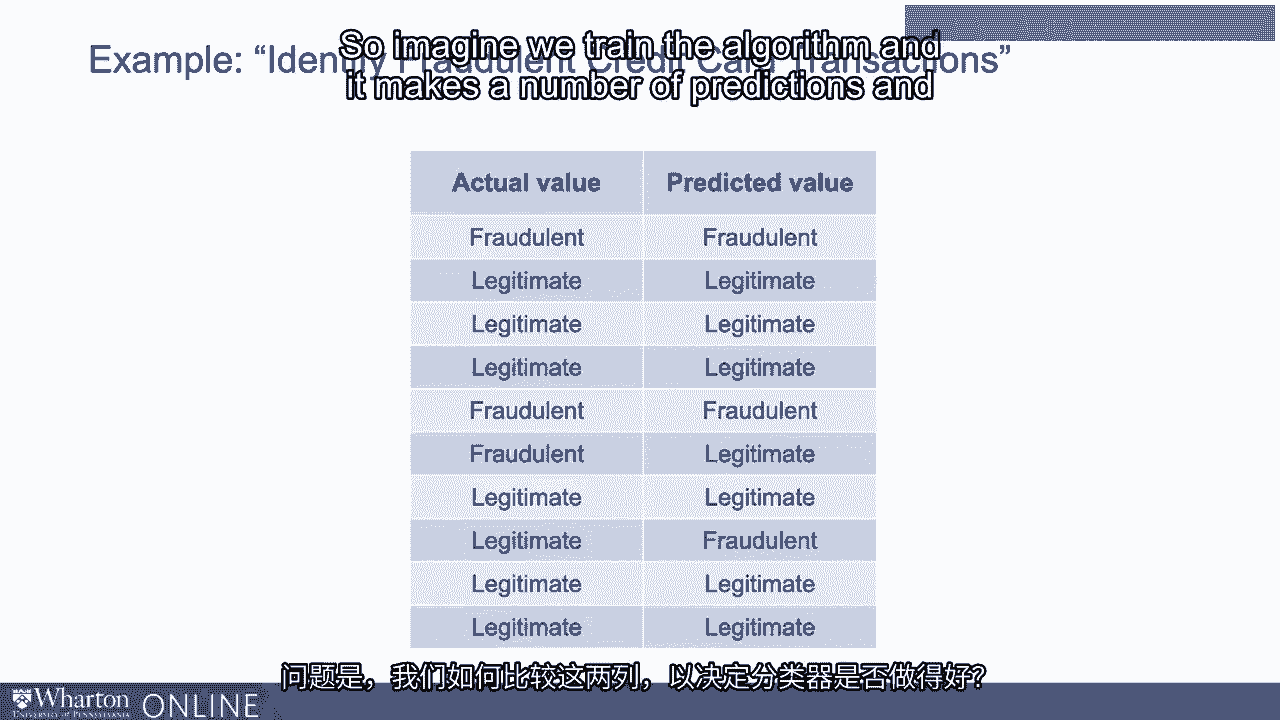 Example: “Identify Fraudulent Credit Card Transactions”
So imagine we train the algorithm and
it makes a number of predictions and
Actual value Predicted value
Fraudulent Fraudulent
Legitimate Legitimate
Legitimate Legitimate
Legitimate Legitimate
Fraudulent Fraudulent
Fraudulent Legitimate
Legitimate Legitimate
Legitimate Fraudulent
Legitimate Legitimate
Legitimate Legitimate
问题是，我们如何比较这两列，以决定分类器是否做得好？
Wharton ONLINE
UNIVERSITY OF PENNSYLVANIA